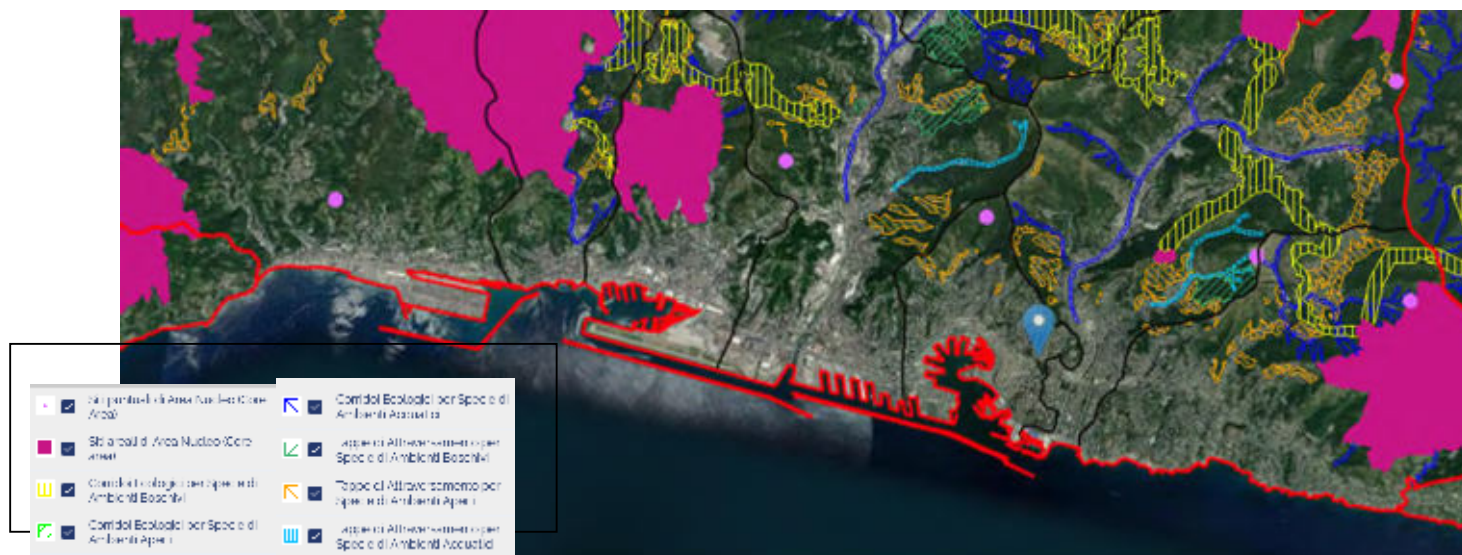 Siti puntuali di Area Nucleo (Core
Area)
Siti areali di Area Nucleo (Core
area)
Corridoi Ecologici per Specie di
Ambienti Boschivi
Corridoi Ecologici per Specie di
Ambienti Aperti
Corridoi Ecologici per Specie di
Ambienti Acquatici
Tappe di Attraversamento per
Specie di Ambienti Boschivi
Tappe di Attraversamento per
Specie di Ambienti Aperti
Tappe di Attraversamento per
Specie di Ambienti Acquatici